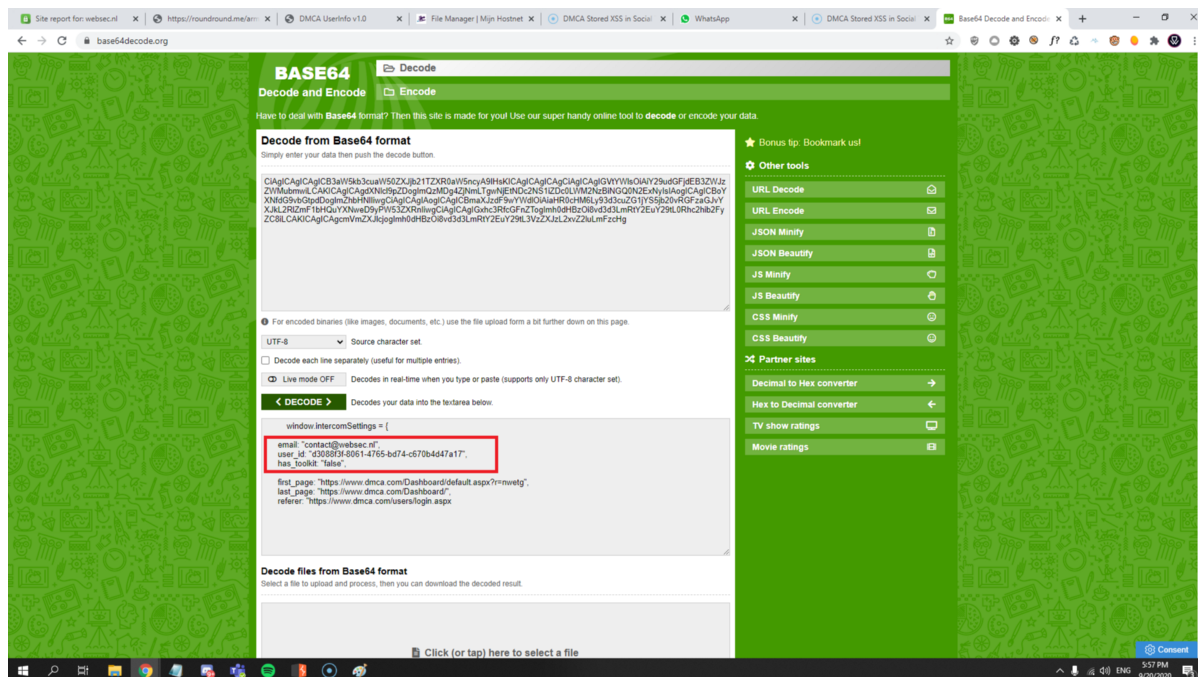 Site report for: websec.nl
https://roundround.me/arm
DMCA UserInfo v1.0
File Manager | Mijn Hostnet
DMCA Stored XSS in Social
WhatsApp
DMCA Stored XSS in Social
Base64 Decode and Encode
base64decode.org
BASE64
Decode and Encode
Decode
Encode
Have to deal with Base64 format? Then this site is made for you! Use our super handy online tool to decode or encode your data.
Decode from Base64 format
Simply enter your data then push the decode button.
For encoded binaries (like images, documents, etc.) use the file upload form a bit further down on this page.
UTF-8 Source character set.
Decode each line separately (useful for multiple entries).
Live mode OFF Decodes in real-time when you type or paste (supports only UTF-8 character set).
< DECODE > Decodes your data into the textarea below.
window.intercomSettings = {
email: "contact@websec.nl",
user_id: "d3088f3f-8061-4765-bd74-c670b4d47a17",
has_toolkit: "false",
first_page: "https://www.dmca.com/Dashboard/default.aspx?r=nwetg",
last_page: "https://www.dmca.com/Dashboard/",
referer: "https://www.dmca.com/users/login.aspx
Decode files from Base64 format
Select a file to upload and process, then you can download the decoded result.
Click (or tap) here to select a file
Bonus tip: Bookmark us!
Other tools
URL Decode
URL Encode
JSON Minify
JSON Beautify
JS Minify
JS Beautify
CSS Minify
CSS Beautify
Partner sites
Decimal to Hex converter
Hex to Decimal converter
TV show ratings
Movie ratings
Consent
ENG
5:57 PM
9/20/2020